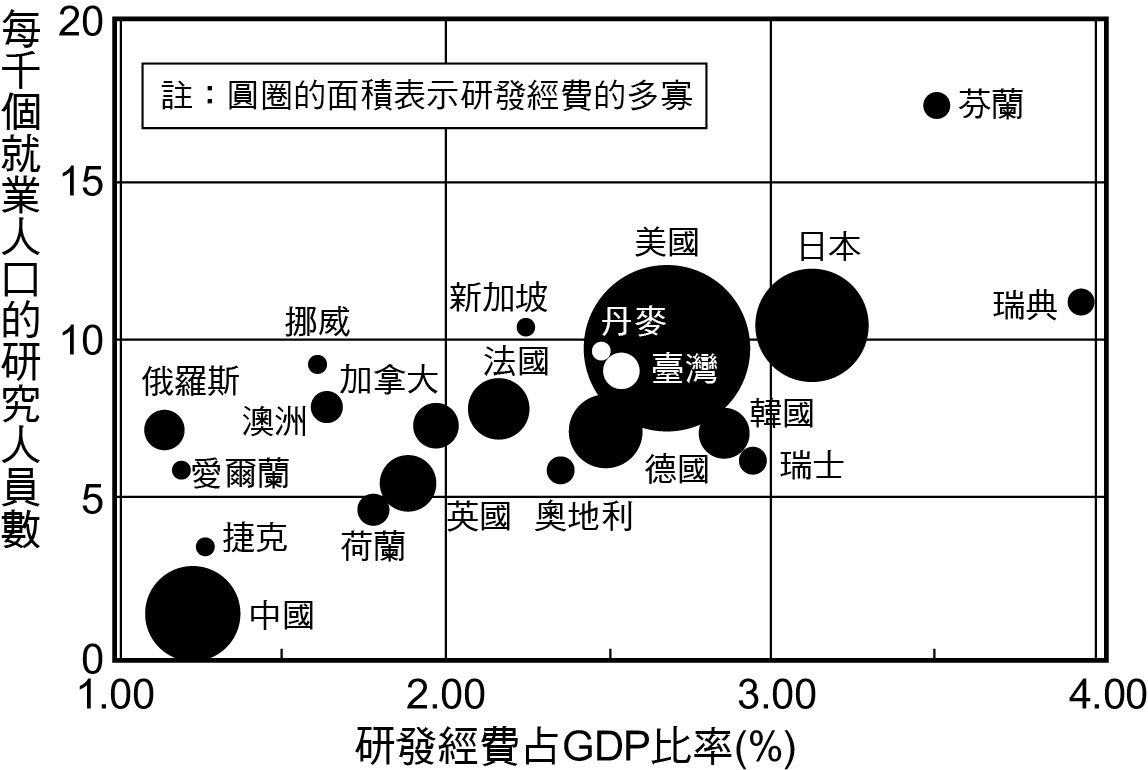 每千個就業人口的研究人員數
20
15
10
5
0
註：圓圈的面積表示研發經費的多寡
芬蘭
美國
日本
瑞典
新加坡
挪威
丹麥
法國
臺灣
俄羅斯
加拿大
澳洲
韓國
愛爾蘭
德國
瑞士
英國
奧地利
捷克
荷蘭
中國
1.00
2.00
3.00
4.00
研發經費占GDP比率(%)